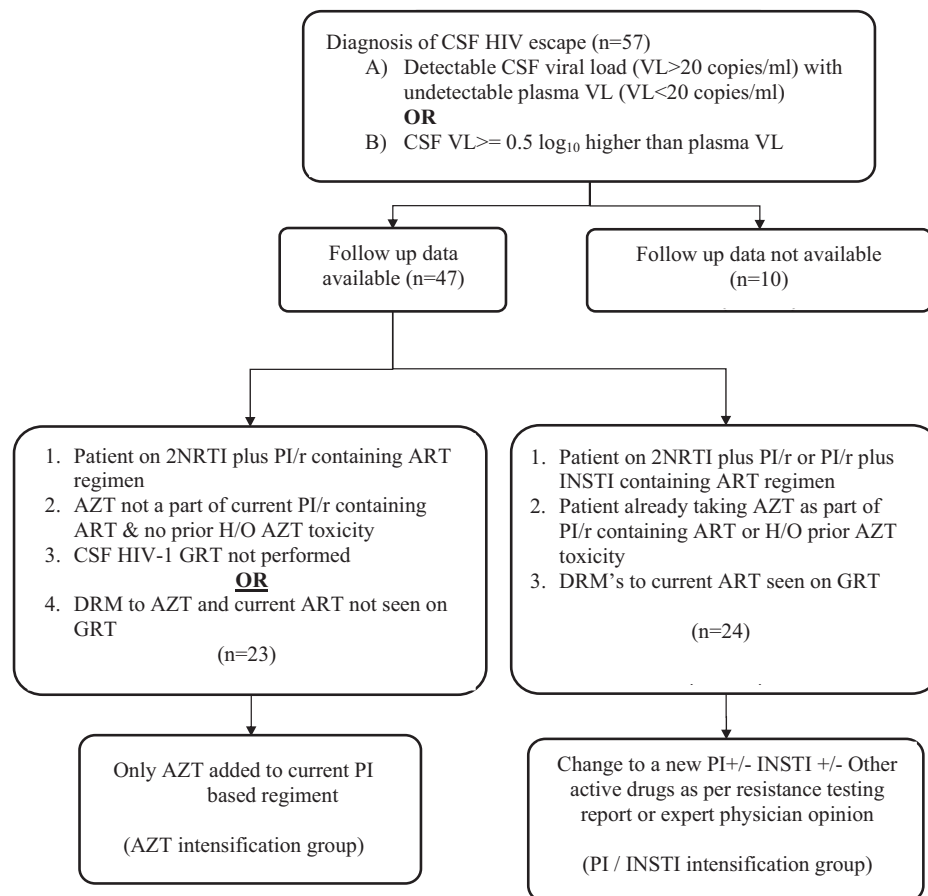 Diagnosis of CSF HIV escape (n=57)
A) Detectable CSF viral load (VL>20 copies/ml) with
undetectable plasma VL (VL<20 copies/ml)
OR
B) CSF VL>= 0.5 log₁₀ higher than plasma VL
Follow up data
available (n=47)
Follow up data not available
(n=10)
1. Patient on 2NRTI plus PI/r containing ART
regimen
2. AZT not a part of current PI/r containing
ART & no prior H/O AZT toxicity
3. CSF HIV-1 GRT not performed
OR
4. DRM to AZT and current ART not seen on
GRT
(n=23)
1. Patient on 2NRTI plus PI/r or PI/r plus
INSTI containing ART regimen
2. Patient already taking AZT as part of
PI/r containing ART or H/O prior AZT
toxicity
3. DRM's to current ART seen on GRT
(n=24)
Only AZT added to current PI
based regiment
(AZT intensification group)
Change to a new PI+/- INSTI +/- Other
active drugs as per resistance testing
report or expert physician opinion
(PI / INSTI intensification group)